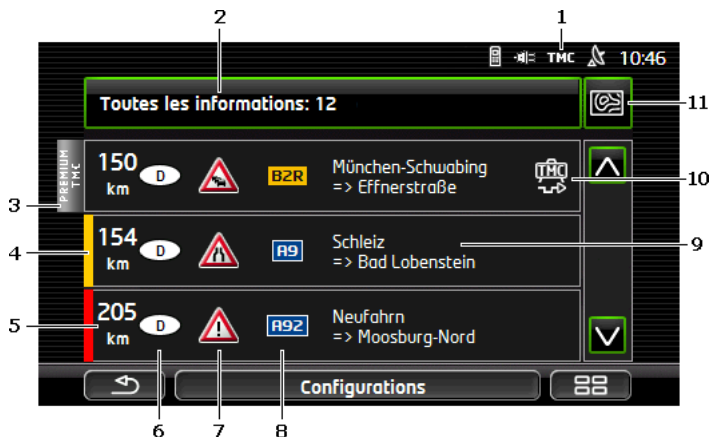 2
1
TMC 10:46
Toutes les informations: 12
11
PREMIUM
TMC
150
km
D
B2R
München-Schwabing
=> Effnerstraße
TMC
10
3
154
km
D
A9
Schleiz
=> Bad Lobenstein
9
4
205
km
D
A92
Neufahrn
=> Moosburg-Nord
5
Configurations
6 7 8